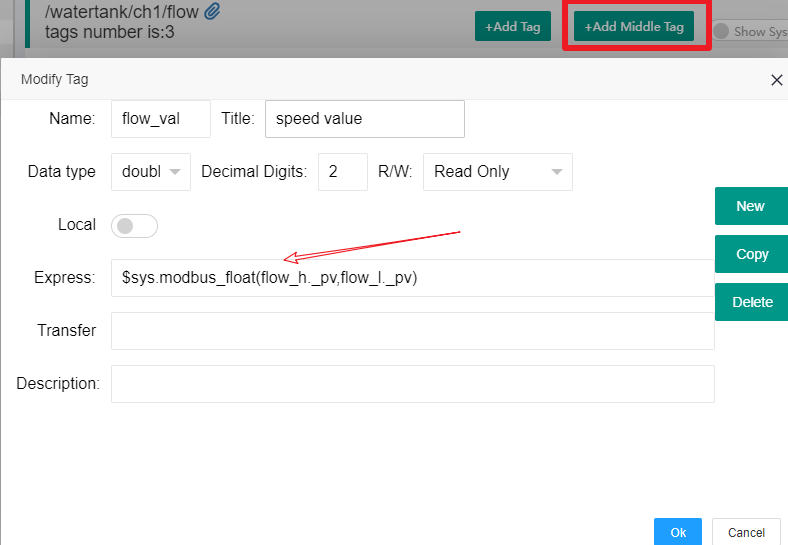 /watertank/ch1/flow
tags number is:3
+Add Tag
+Add Middle Tag
Show Sys
Modify Tag
Name: flow_val Title: speed value
Data type doubl Decimal Digits: 2 R/W: Read Only
Local
New
Copy
Express: $sys.modbus_float(flow_h._pv,flow_l._pv)
Delete
Transfer
Description:
Ok Cancel